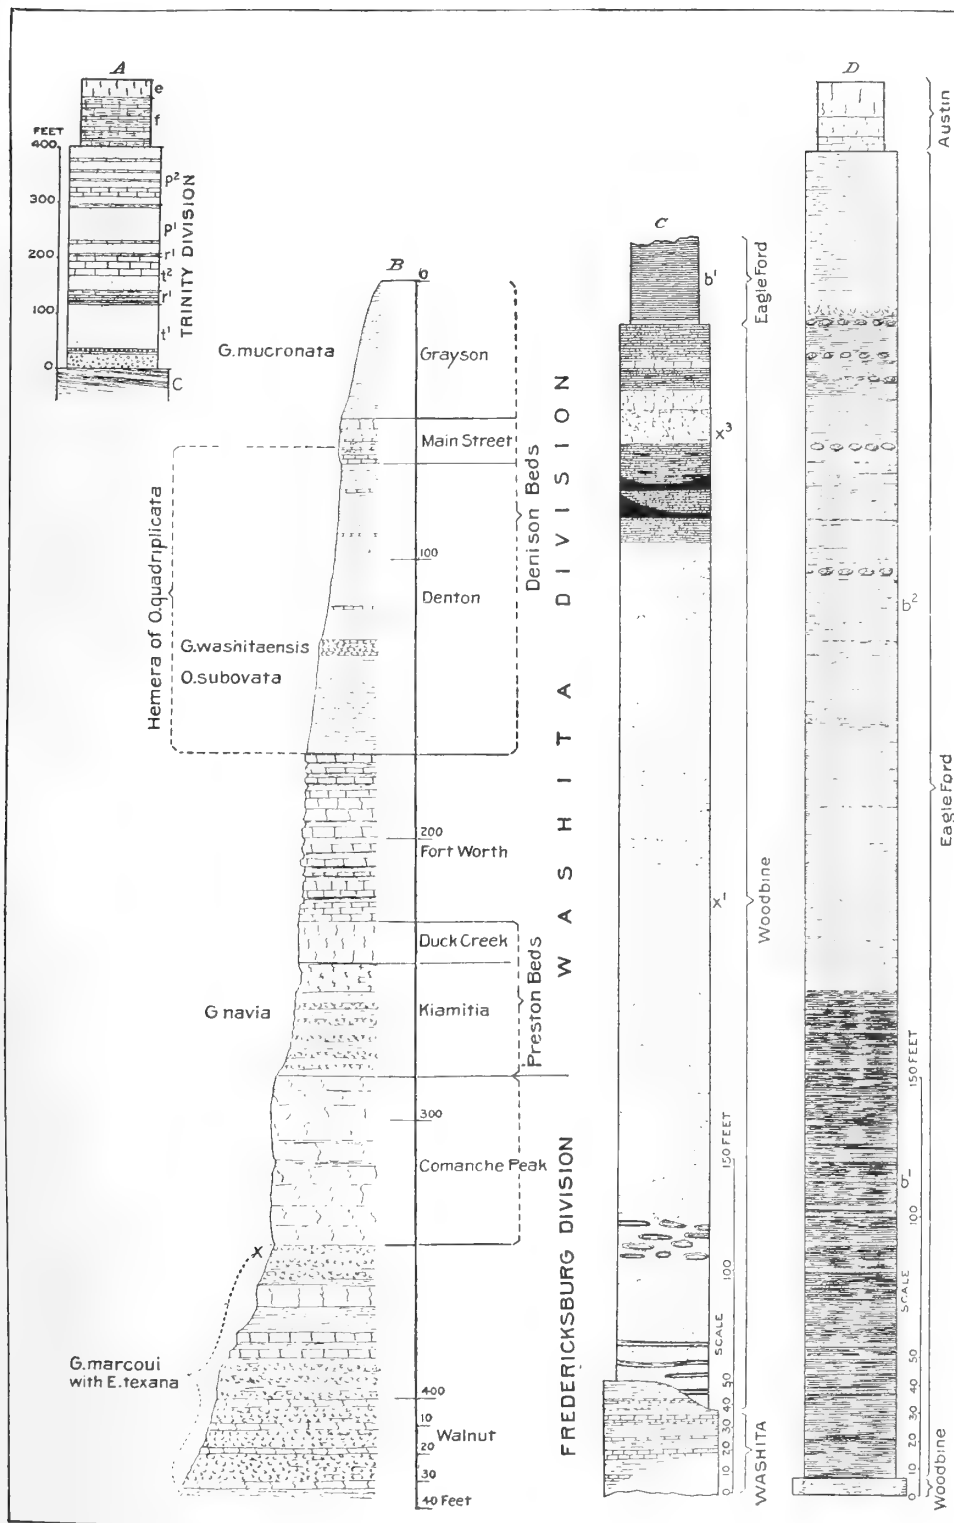 A
e
f
FEET
400
300
200
100
0
p²
p¹
r¹
t²
r¹
t¹
C
TRINITY DIVISION
B
0
G. mucronata
Grayson
Main Street
100
Denton
Hemera of O. quadriplicata
G. washitaensis
O. subovata
Denison Beds
200
Fort Worth
Duck Creek
G navia
Kiamitia
Preston Beds
300
Comanche Peak
X
G. marcoui
with E. texana
400
10
Walnut
20
30
40 Feet
WASHITA DIVISION
FREDERICKSBURG DIVISION
C
b¹
Eagle Ford
x³
x¹
Woodbine
150 FEET
100
SCALE
50
40
30
20
10
0
WASHITA
D
Austin
b²
Eagle Ford
150 FEET
100
SCALE
50
40
30
20
10
0
Woodbine